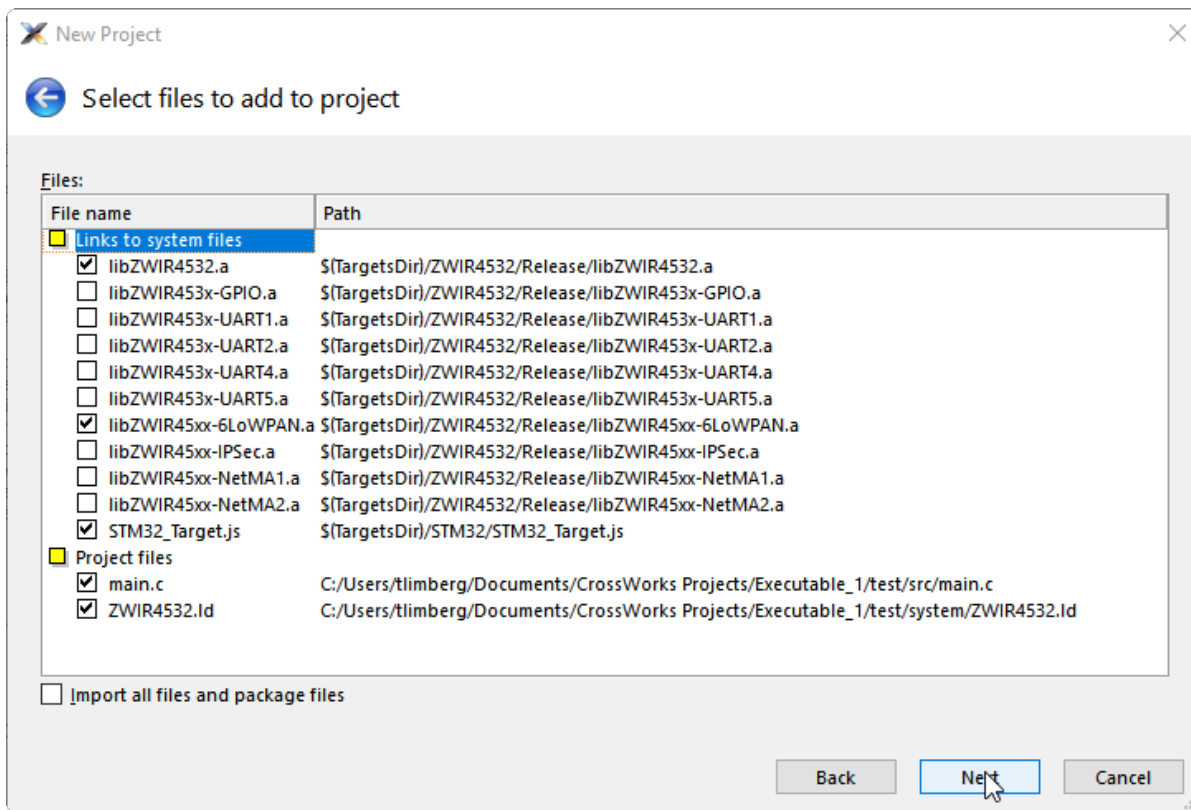 New Project
Select files to add to project
Files:
File name Path
Links to system files
libZWIR4532.a $(TargetsDir)/ZWIR4532/Release/libZWIR4532.a
libZWIR453x-GPIO.a $(TargetsDir)/ZWIR4532/Release/libZWIR453x-GPIO.a
libZWIR453x-UART1.a $(TargetsDir)/ZWIR4532/Release/libZWIR453x-UART1.a
libZWIR453x-UART2.a $(TargetsDir)/ZWIR4532/Release/libZWIR453x-UART2.a
libZWIR453x-UART4.a $(TargetsDir)/ZWIR4532/Release/libZWIR453x-UART4.a
libZWIR453x-UART5.a $(TargetsDir)/ZWIR4532/Release/libZWIR453x-UART5.a
libZWIR45xx-6LoWPAN.a $(TargetsDir)/ZWIR4532/Release/libZWIR45xx-6LoWPAN.a
libZWIR45xx-IPSec.a $(TargetsDir)/ZWIR4532/Release/libZWIR45xx-IPSec.a
libZWIR45xx-NetMA1.a $(TargetsDir)/ZWIR4532/Release/libZWIR45xx-NetMA1.a
libZWIR45xx-NetMA2.a $(TargetsDir)/ZWIR4532/Release/libZWIR45xx-NetMA2.a
STM32_Target.js $(TargetsDir)/STM32/STM32_Target.js
Project files
main.c C:/Users/tlimberg/Documents/CrossWorks Projects/Executable_1/test/src/main.c
ZWIR4532.ld C:/Users/tlimberg/Documents/CrossWorks Projects/Executable_1/test/system/ZWIR4532.ld
Import all files and package files
Back Next Cancel